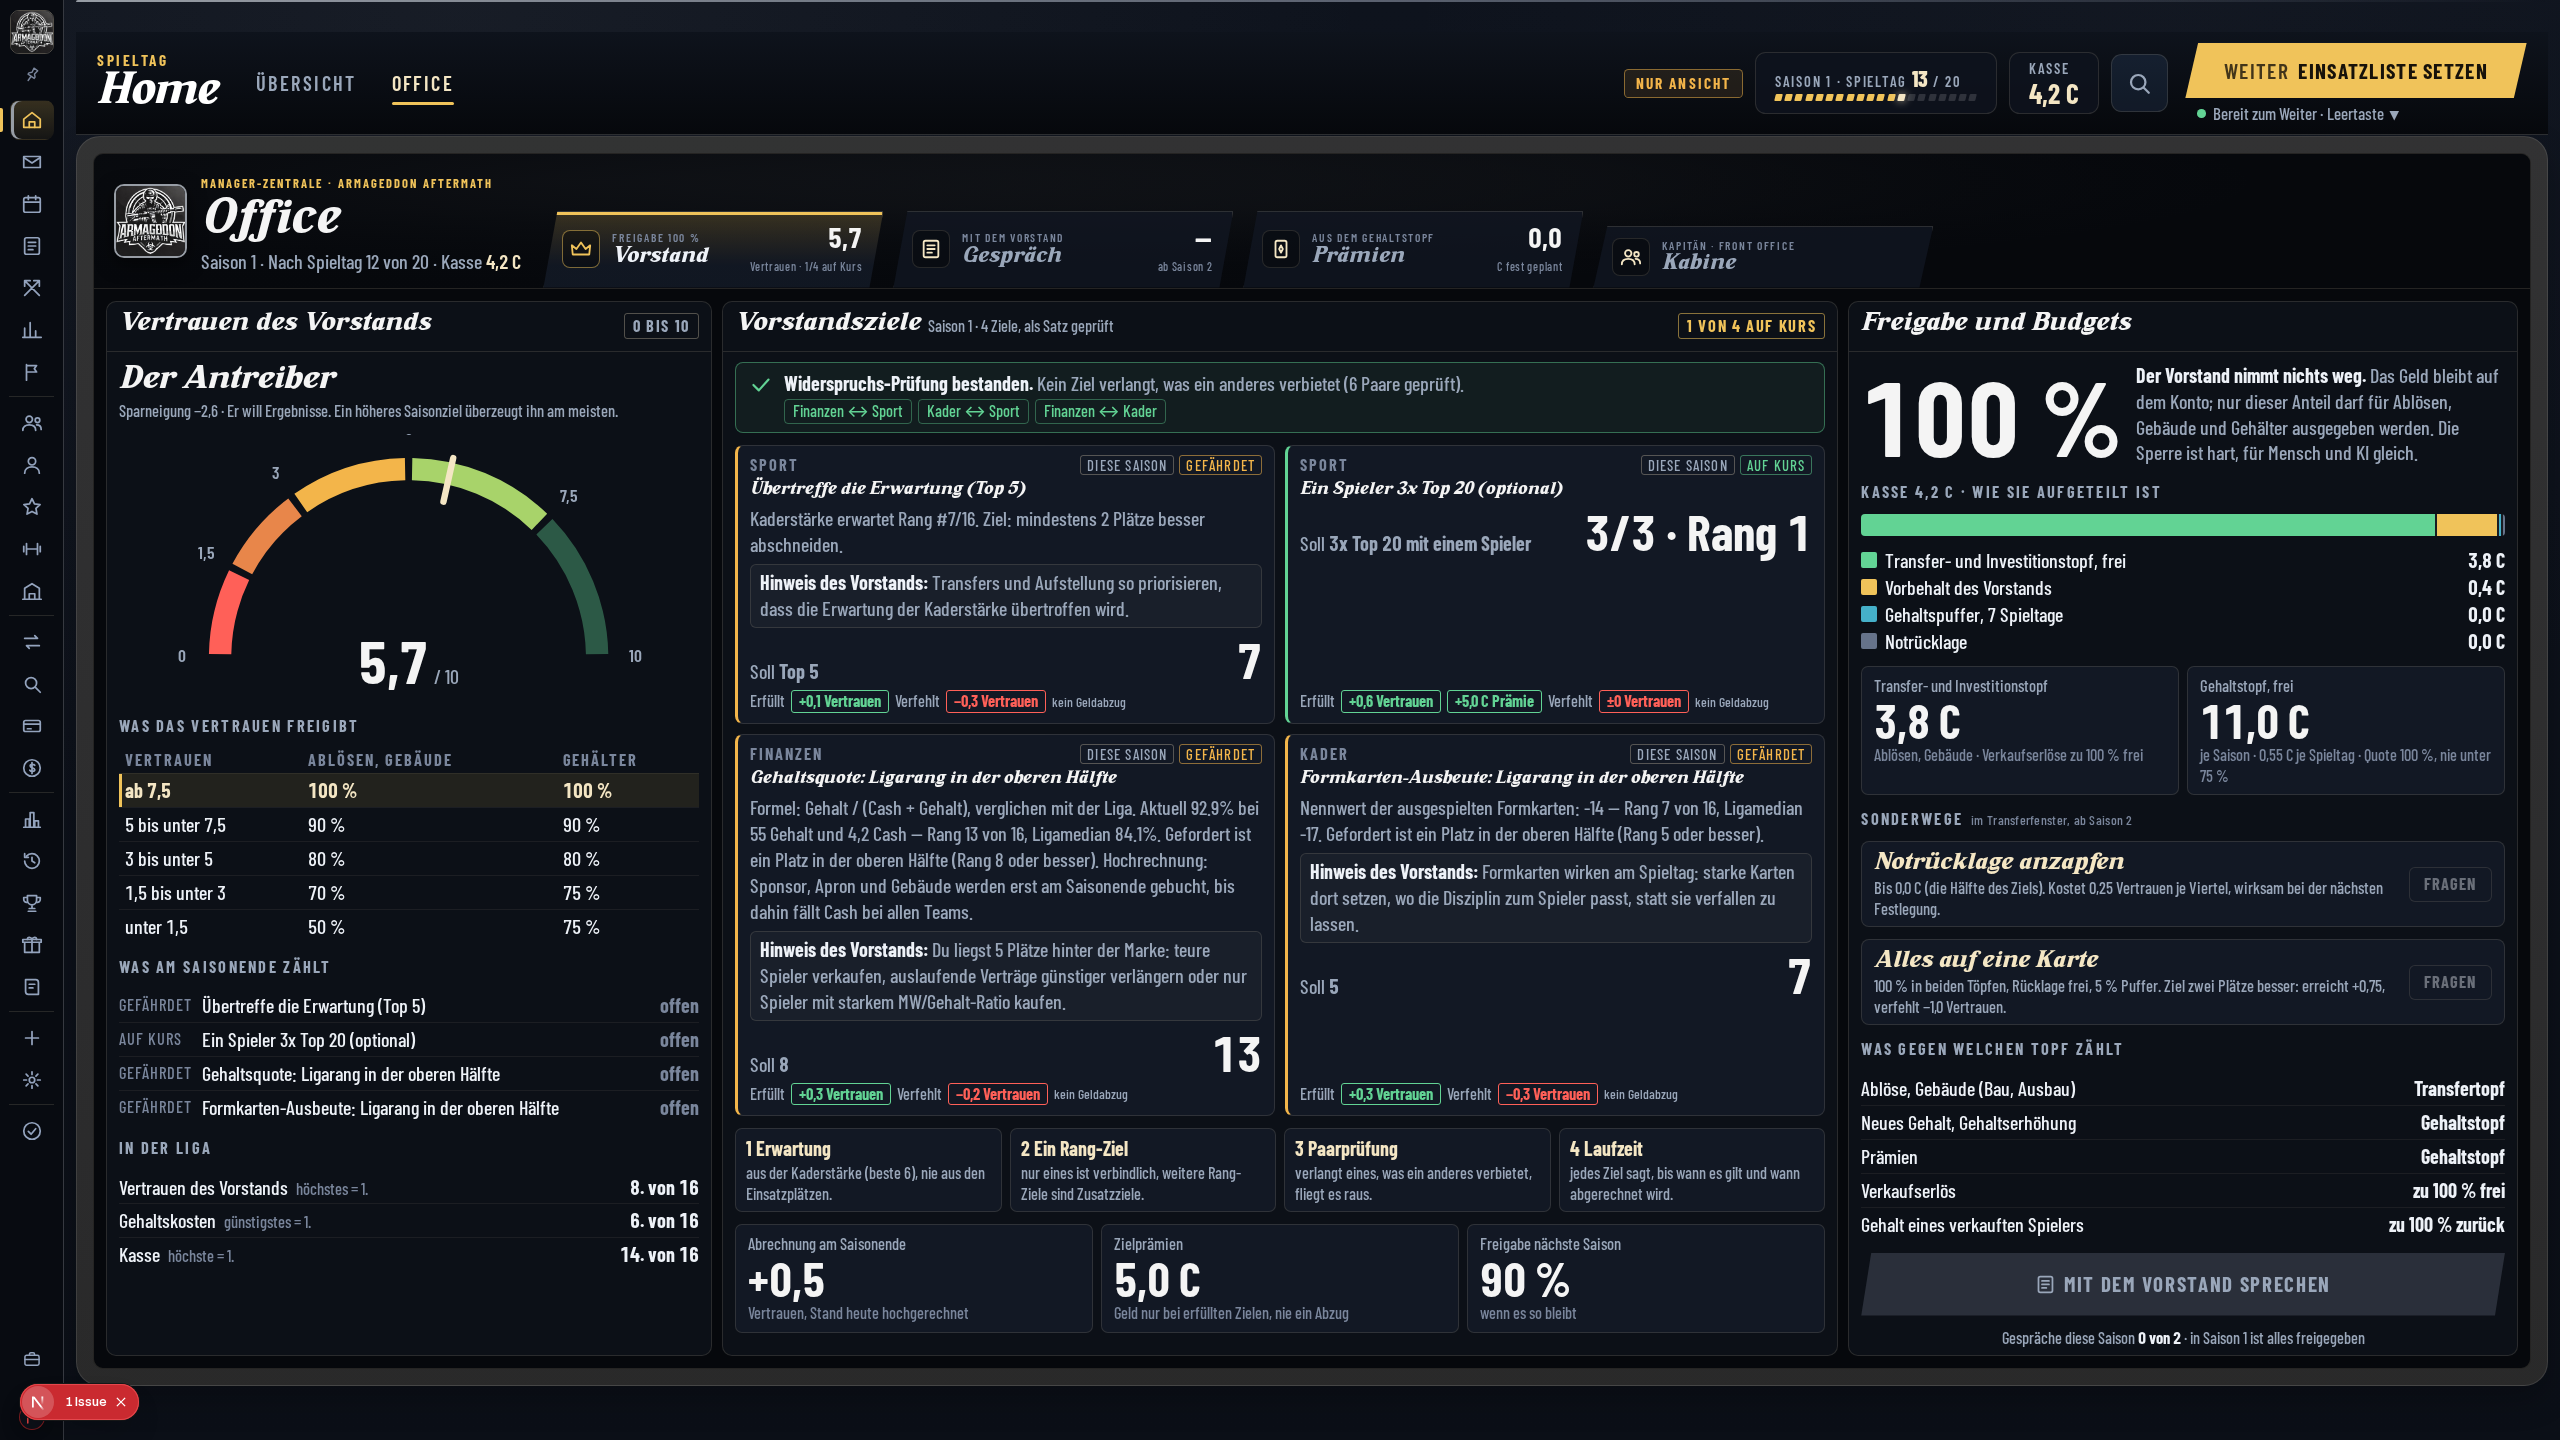 SPIELTAG
Home
ÜBERSICHT
OFFICE
NUR ANSICHT
SAISON 1 · SPIELTAG 13 / 20
KASSE
4,2 C
WEITER EINSATZLISTE SETZEN
Bereit zum Weiter · Leertaste ▼
MANAGER-ZENTRALE · ARMAGEDDON AFTERMATH
Office
Saison 1 · Nach Spieltag 12 von 20 · Kasse 4,2 C
ARMAGEDDON
AFTERMATH
FREIGABE 100 %
Vorstand
5,7
Vertrauen · 1/4 auf Kurs
MIT DEM VORSTAND
Gespräch
–
ab Saison 2
AUS DEM GEHALTSTOPF
Prämien
0,0
C fest geplant
KAPITÄN · FRONT OFFICE
Kabine
Vertrauen des Vorstands
0 BIS 10
Der Antreiber
Sparneigung −2,6 · Er will Ergebnisse. Ein höheres Saisonziel überzeugt ihn am meisten.
0
1,5
3
7,5
10
5,7 / 10
WAS DAS VERTRAUEN FREIGIBT
VERTRAUEN ABLÖSEN, GEBÄUDE GEHÄLTER
ab 7,5 100 % 100 %
5 bis unter 7,5 90 % 90 %
3 bis unter 5 80 % 80 %
1,5 bis unter 3 70 % 75 %
unter 1,5 50 % 75 %
WAS AM SAISONENDE ZÄHLT
GEFÄHRDET Übertreffe die Erwartung (Top 5) offen
AUF KURS Ein Spieler 3x Top 20 (optional) offen
GEFÄHRDET Gehaltsquote: Ligarang in der oberen Hälfte offen
GEFÄHRDET Formkarten-Ausbeute: Ligarang in der oberen Hälfte offen
IN DER LIGA
Vertrauen des Vorstands höchstes = 1. 8. von 16
Gehaltskosten günstigstes = 1. 6. von 16
Kasse höchste = 1. 14. von 16
Vorstandsziele Saison 1 · 4 Ziele, als Satz geprüft
1 VON 4 AUF KURS
Widerspruchs-Prüfung bestanden. Kein Ziel verlangt, was ein anderes verbietet (6 Paare geprüft).
Finanzen ↔ Sport Kader ↔ Sport Finanzen ↔ Kader
SPORT DIESE SAISON GEFÄHRDET
Übertreffe die Erwartung (Top 5)
Kaderstärke erwartet Rang #7/16. Ziel: mindestens 2 Plätze besser
abschneiden.
Hinweis des Vorstands: Transfers und Aufstellung so priorisieren,
dass die Erwartung der Kaderstärke übertroffen wird.
Soll Top 5 7
Erfüllt +0,1 Vertrauen Verfehlt −0,3 Vertrauen kein Geldabzug
SPORT DIESE SAISON AUF KURS
Ein Spieler 3x Top 20 (optional)
Soll 3x Top 20 mit einem Spieler 3/3 · Rang 1
Erfüllt +0,6 Vertrauen +5,0 C Prämie Verfehlt ±0 Vertrauen kein Geldabzug
FINANZEN DIESE SAISON GEFÄHRDET
Gehaltsquote: Ligarang in der oberen Hälfte
Formel: Gehalt / (Cash + Gehalt), verglichen mit der Liga. Aktuell 92.9% bei
55 Gehalt und 4,2 Cash — Rang 13 von 16, Ligamedian 84.1%. Gefordert ist
ein Platz in der oberen Hälfte (Rang 8 oder besser). Hochrechnung:
Sponsor, Apron und Gebäude werden erst am Saisonende gebucht, bis
dahin fällt Cash bei allen Teams.
Hinweis des Vorstands: Du liegst 5 Plätze hinter der Marke: teure
Spieler verkaufen, auslaufende Verträge günstiger verlängern oder nur
Spieler mit starkem MW/Gehalt-Ratio kaufen.
Soll 8 13
Erfüllt +0,3 Vertrauen Verfehlt −0,2 Vertrauen kein Geldabzug
KADER DIESE SAISON GEFÄHRDET
Formkarten-Ausbeute: Ligarang in der oberen Hälfte
Nennwert der ausgespielten Formkarten: -14 — Rang 7 von 16, Ligamedian
-17. Gefordert ist ein Platz in der oberen Hälfte (Rang 5 oder besser).
Hinweis des Vorstands: Formkarten wirken am Spieltag: starke Karten
dort setzen, wo die Disziplin zum Spieler passt, statt sie verfallen zu
lassen.
Soll 5 7
Erfüllt +0,3 Vertrauen Verfehlt −0,3 Vertrauen kein Geldabzug
1 Erwartung
aus der Kaderstärke (beste 6), nie aus den
Einsatzplätzen.
2 Ein Rang-Ziel
nur eines ist verbindlich, weitere Rang-
Ziele sind Zusatzziele.
3 Paarprüfung
verlangt eines, was ein anderes verbietet,
fliegt es raus.
4 Laufzeit
jedes Ziel sagt, bis wann es gilt und wann
abgerechnet wird.
Abrechnung am Saisonende
+0,5
Vertrauen, Stand heute hochgerechnet
Zielprämien
5,0 C
Geld nur bei erfüllten Zielen, nie ein Abzug
Freigabe nächste Saison
90 %
wenn es so bleibt
Freigabe und Budgets
100 %
Der Vorstand nimmt nichts weg. Das Geld bleibt auf
dem Konto; nur dieser Anteil darf für Ablösen,
Gebäude und Gehälter ausgegeben werden. Die
Sperre ist hart, für Mensch und KI gleich.
KASSE 4,2 C · WIE SIE AUFGETEILT IST
Transfer- und Investitionstopf, frei 3,8 C
Vorbehalt des Vorstands 0,4 C
Gehaltspuffer, 7 Spieltage 0,0 C
Notrücklage 0,0 C
Transfer- und Investitionstopf
3,8 C
Ablösen, Gebäude · Verkaufserlöse zu 100 % frei
Gehaltstopf, frei
11,0 C
je Saison · 0,55 C je Spieltag · Quote 100 %, nie unter
75 %
SONDERWEGE im Transferfenster, ab Saison 2
Notrücklage anzapfen
Bis 0,0 C (die Hälfte des Ziels). Kostet 0,25 Vertrauen je Viertel, wirksam bei der nächsten
Festlegung.
FRAGEN
Alles auf eine Karte
100 % in beiden Töpfen, Rücklage frei, 5 % Puffer. Ziel zwei Plätze besser: erreicht +0,75,
verfehlt −1,0 Vertrauen.
FRAGEN
WAS GEGEN WELCHEN TOPF ZÄHLT
Ablöse, Gebäude (Bau, Ausbau) Transfertopf
Neues Gehalt, Gehaltserhöhung Gehaltstopf
Prämien Gehaltstopf
Verkaufserlös zu 100 % frei
Gehalt eines verkauften Spielers zu 100 % zurück
MIT DEM VORSTAND SPRECHEN
Gespräche diese Saison 0 von 2 · in Saison 1 ist alles freigegeben
N 1 Issue